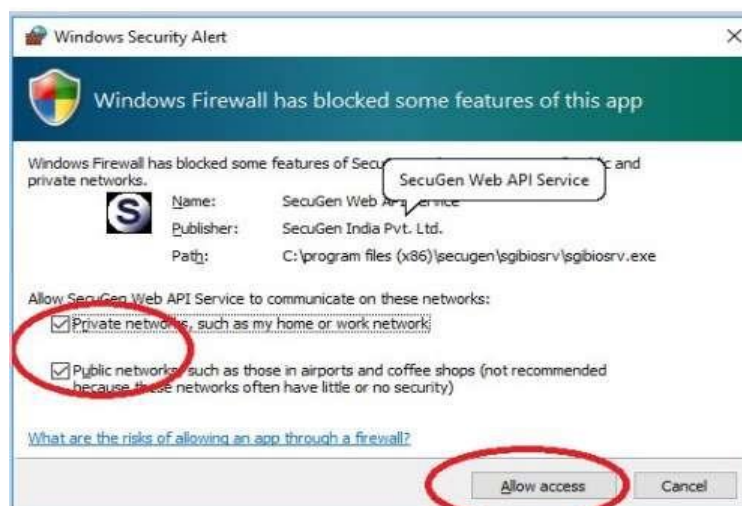 Windows Security Alert
Windows Firewall has blocked some features of this app
Windows Firewall has blocked some features of and
private networks.
SecuGen Web API Service
Name: SecuGen Web
Publisher: SecuGen India Pvt. Ltd.
Path: C:\program files (x86)\secugen\sgibiosrv\sgibiosrv.exe
Allow SecuGen Web API Service to communicate on these networks:
Private networks, such as my home or work network
Public networks, such as those in airports and coffee shops (not recommended
because these networks often have little or no security)
What are the risks of allowing an app through a firewall?
Allow access Cancel